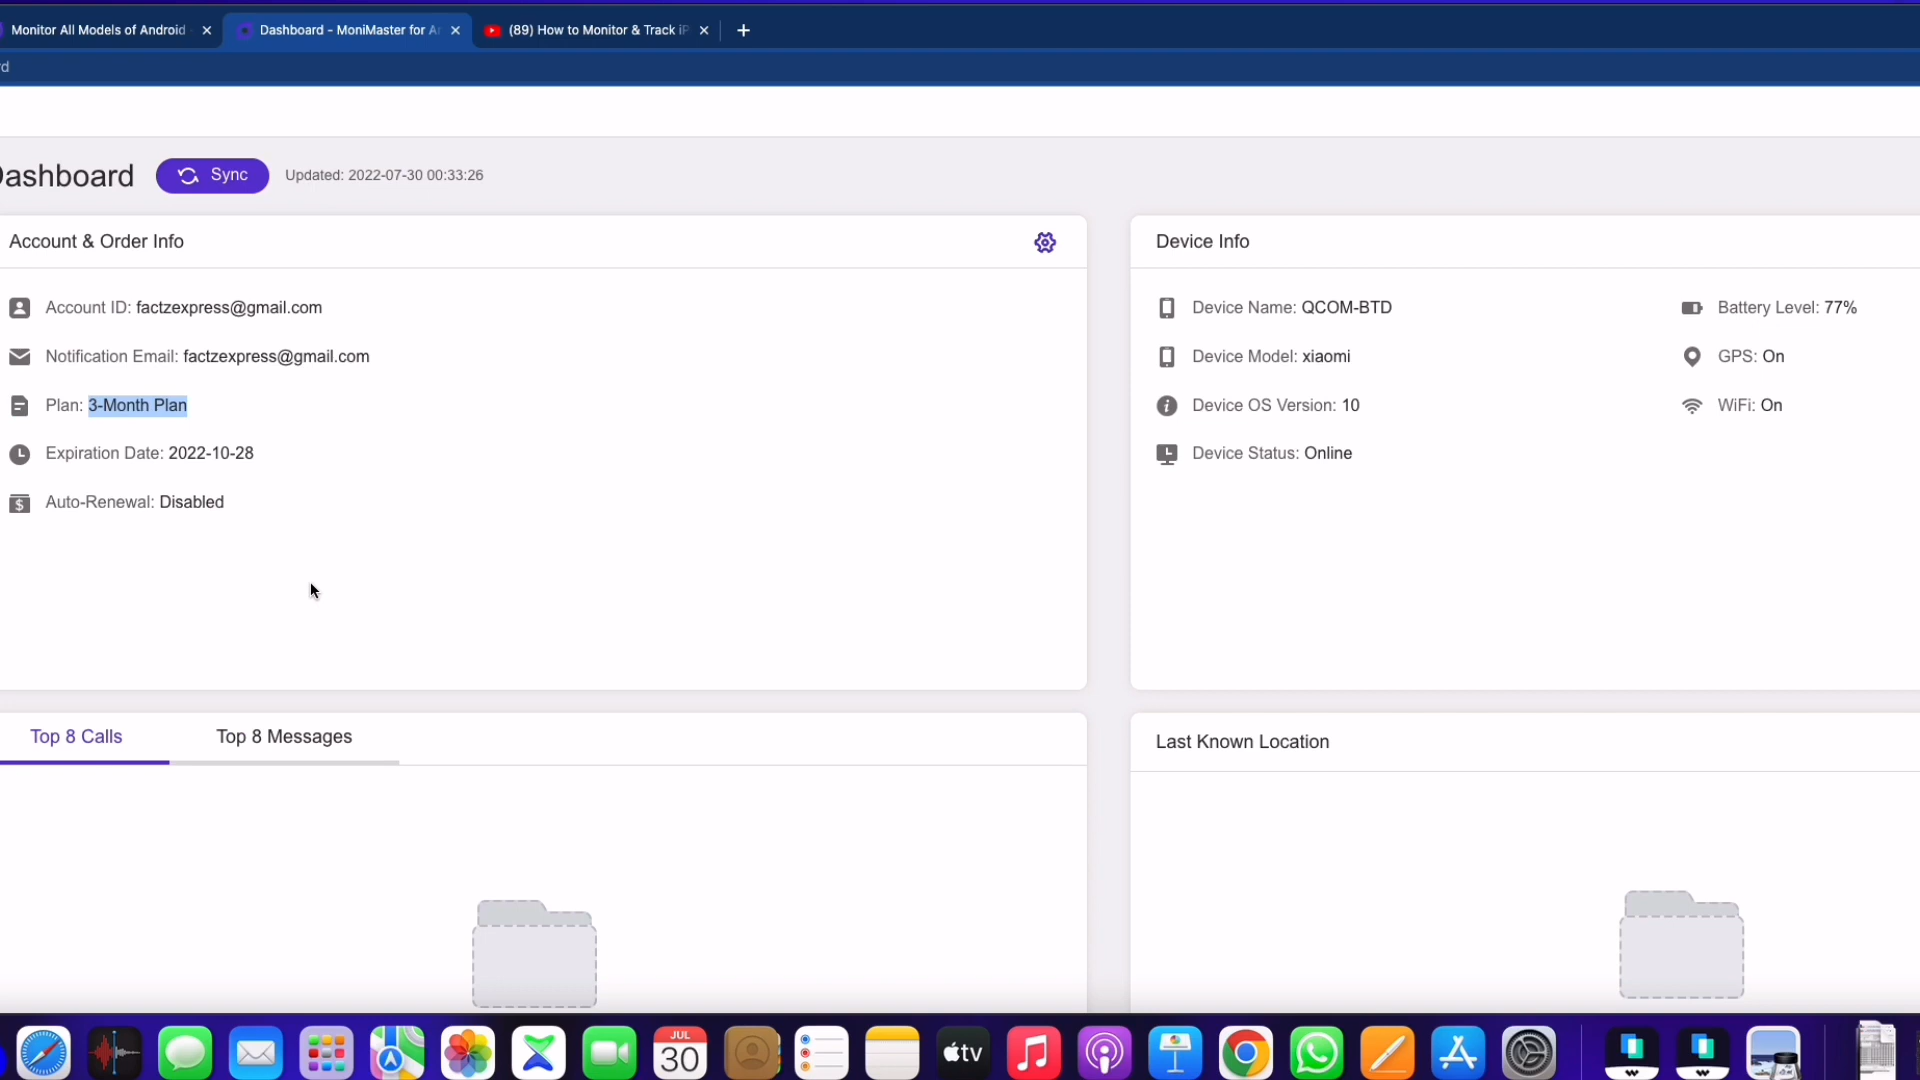 Monitor All Models of Android
Dashboard - MoniMaster for Ar
(89) How to Monitor & Track iP
rd
Dashboard
Sync
Updated: 2022-07-30 00:33:26
Account & Order Info
Account ID: factzexpress@gmail.com
Notification Email: factzexpress@gmail.com
Plan: 3-Month Plan
Expiration Date: 2022-10-28
Auto-Renewal: Disabled
Device Info
Device Name: QCOM-BTD
Device Model: xiaomi
Device OS Version: 10
Device Status: Online
Battery Level: 77%
GPS: On
WiFi: On
Top 8 Calls
Top 8 Messages
Last Known Location
JUL
30
tv